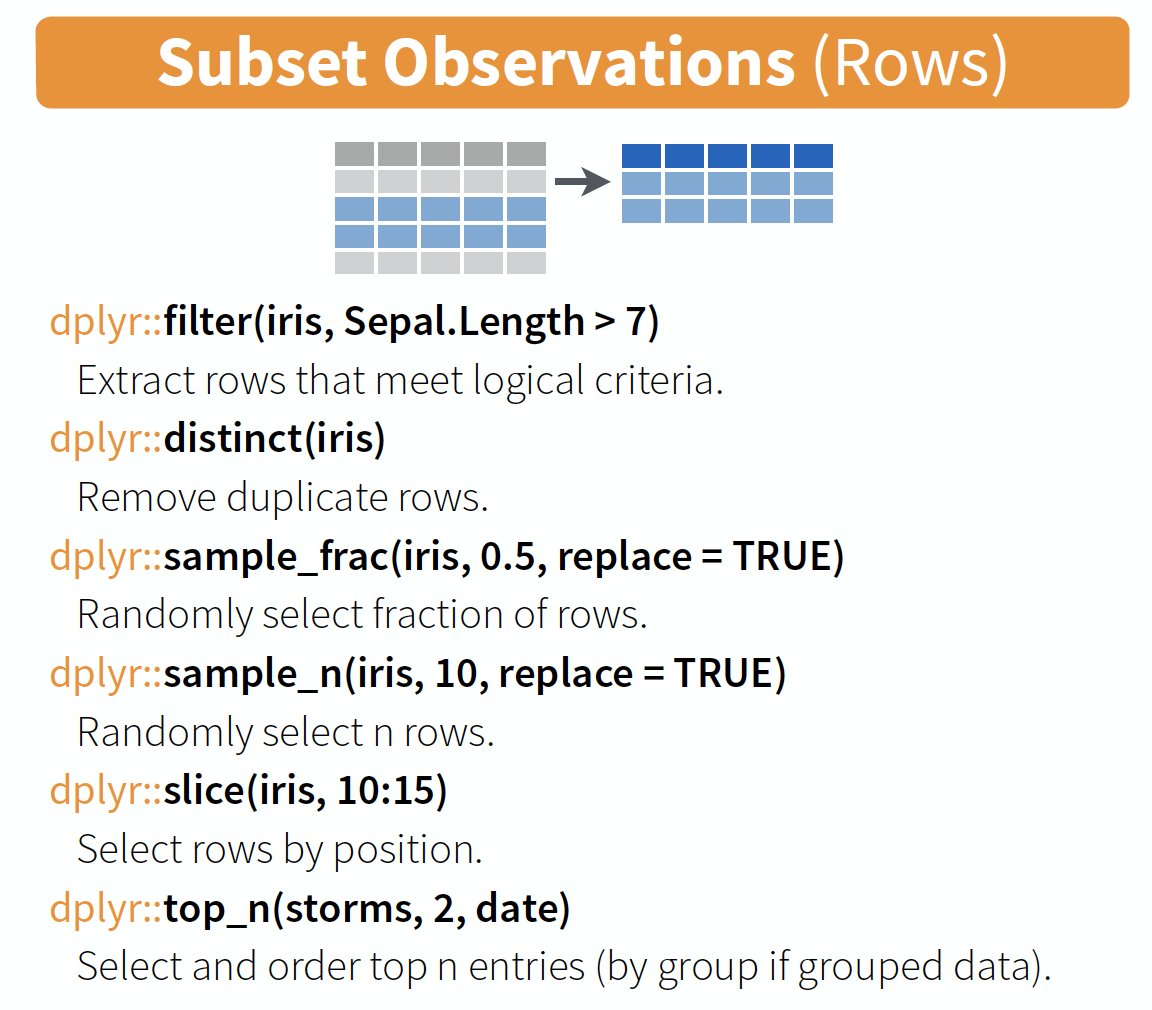 Subset Observations (Rows)
dplyr::filter(iris, Sepal.Length > 7)
Extract rows that meet logical criteria.
dplyr::distinct(iris)
Remove duplicate rows.
dplyr::sample_frac(iris, 0.5, replace = TRUE)
Randomly select fraction of rows.
dplyr::sample_n(iris, 10, replace = TRUE)
Randomly select n rows.
dplyr::slice(iris, 10:15)
Select rows by position.
dplyr::top_n(storms, 2, date)
Select and order top n entries (by group if grouped data).